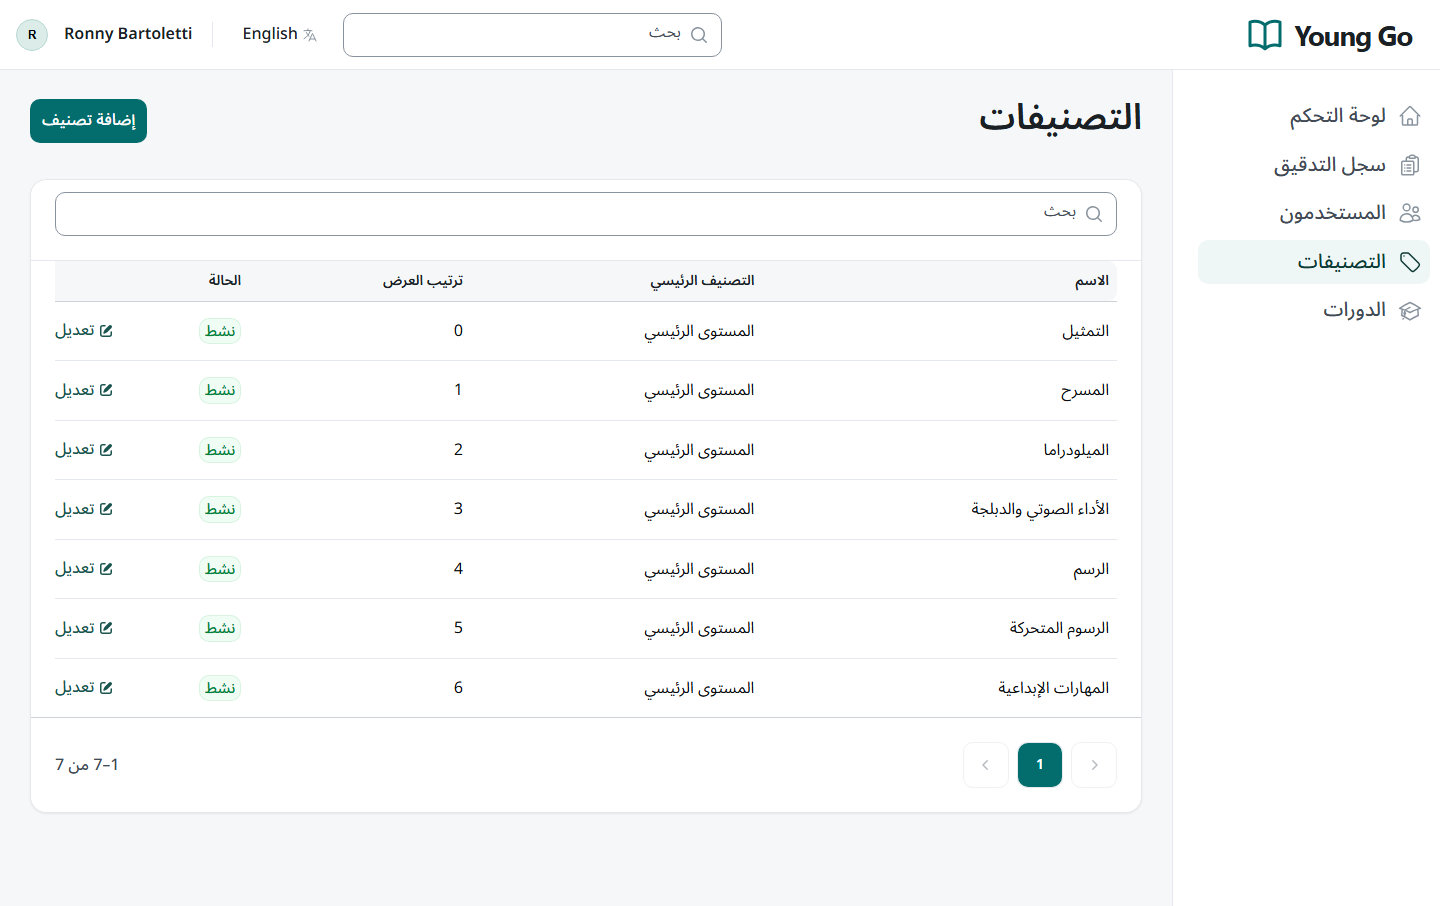 Young Go
بحث
English
Ronny Bartoletti
R
لوحة التحكم
سجل التدقيق
المستخدمون
التصنيفات
الدورات
التصنيفات
إضافة تصنيف
بحث
الاسم التصنيف الرئيسي ترتيب العرض الحالة
التمثيل المستوى الرئيسي 0 نشط تعديل
المسرح المستوى الرئيسي 1 نشط تعديل
الميلودراما المستوى الرئيسي 2 نشط تعديل
الأداء الصوتي والدبلجة المستوى الرئيسي 3 نشط تعديل
الرسم المستوى الرئيسي 4 نشط تعديل
الرسوم المتحركة المستوى الرئيسي 5 نشط تعديل
المهارات الإبداعية المستوى الرئيسي 6 نشط تعديل
1
1–7 من 7